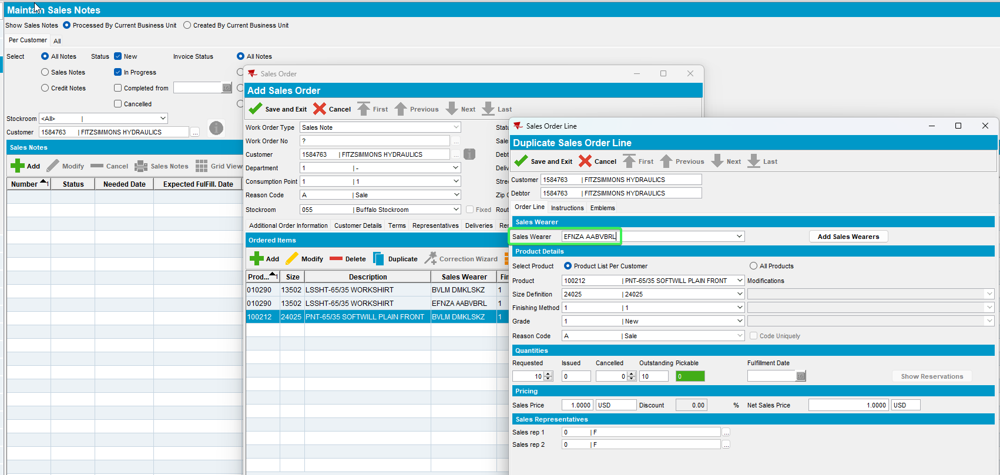 Maintain Sales Notes
Show Sales Notes Processed By Current Business Unit Created By Current Business Unit
Per Customer All
Select All Notes Status New Invoice Status All Notes
Sales Notes In Progress
Credit Notes Completed from 16
Cancelled
Stockroom <All> |
Customer 1584763 | FITZSIMMONS HYDRAULICS ...
Sales Notes
Add Modify Cancel Sales Notes Grid View
Number 1 Status Needed Date Expected FulFill. Date
Sales Order
Add Sales Order
Save and Exit Cancel First Previous Next Last
Work Order Type Sales Note
Work Order No ? ...
Customer 1584763 | FITZSIMMONS HYDRAULICS ...
Department 1 | -
Consumption Point 1 | 1
Reason Code A | Sale
Stockroom 055 | Buffalo Stockroom Fixed
Statu
Sale
Debt
Deliv
Stree
Zip C
Rout
Additional Order Information Customer Details Terms Representatives Deliveries Re
Ordered Items
Add Modify Delete Duplicate Correction Wizard
Prod... 1 Size Description Sales Wearer Fin
010290 13502 LSSHT-65/35 WORKSHIRT BVLM DMKLSKZ 1
010290 13502 LSSHT-65/35 WORKSHIRT EFNZA AABVBRL 1
100212 24025 PNT-65/35 SOFTWILL PLAIN FRONT BVLM DMKLSKZ 1
Sales Order Line
Duplicate Sales Order Line
Save and Exit Cancel First Previous Next Last
Customer 1584763 | FITZSIMMONS HYDRAULICS
Debtor 1584763 | FITZSIMMONS HYDRAULICS
Order Line Instructions Emblems
Sales Wearer
Sales Wearer EFNZA AABVBRL Add Sales Wearers
Product Details
Select Product Product List Per Customer All Products
Product 100212 | PNT-65/35 SOFTWILL PLAIN FRONT Modifications
Size Definition 24025 | 24025
Finishing Method 1 | 1
Grade 1 | New
Reason Code A | Sale Code Uniquely
Quantities
Requested Issued Cancelled Outstanding Pickable Fulfillment Date
10 0 0 10 0 16 Show Reservations
Pricing
Sales Price 1.0000 USD Discount 0.00 % Net Sales Price 1.0000 USD
Sales Representatives
Sales rep 1 0 | F ...
Sales rep 2 0 | F ...